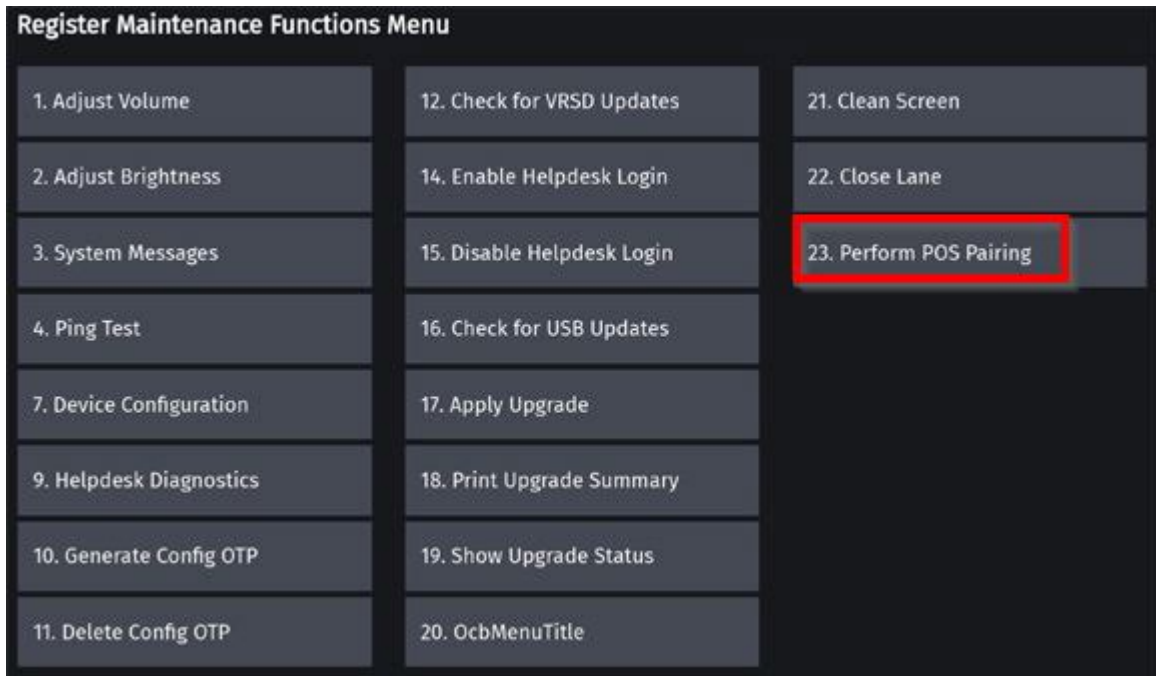 Register Maintenance Functions Menu
1. Adjust Volume
2. Adjust Brightness
3. System Messages
4. Ping Test
7. Device Configuration
9. Helpdesk Diagnostics
10. Generate Config OTP
11. Delete Config OTP
12. Check for VRSD Updates
14. Enable Helpdesk Login
15. Disable Helpdesk Login
16. Check for USB Updates
17. Apply Upgrade
18. Print Upgrade Summary
19. Show Upgrade Status
20. OcbMenuTitle
21. Clean Screen
22. Close Lane
23. Perform POS Pairing